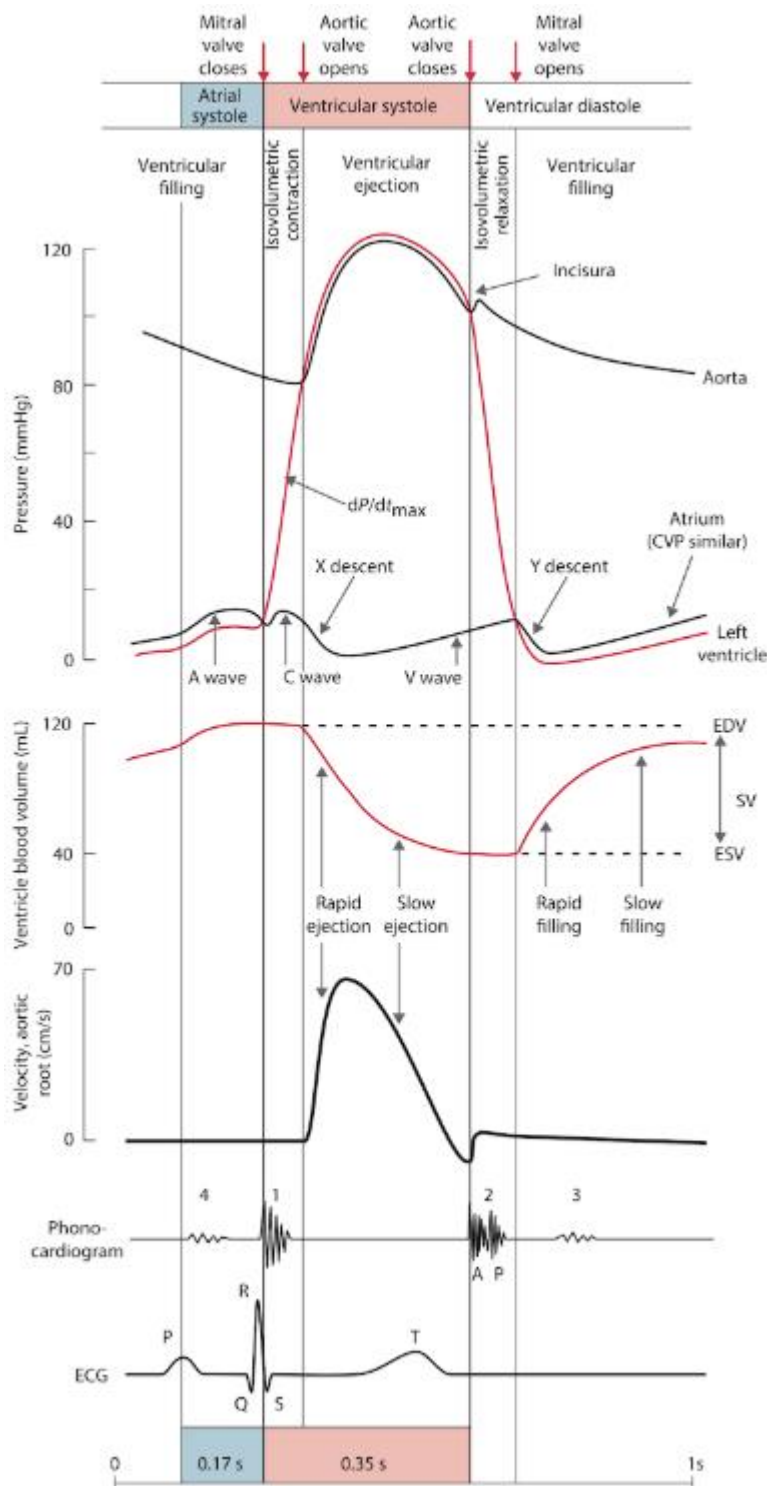 Mitral
valve
closes
Aortic
valve
opens
Aortic
valve
closes
Mitral
valve
opens
Atrial
systole
Ventricular systole
Ventricular diastole
Ventricular
filling
Isovolumetric
contraction
Ventricular
ejection
Isovolumetric
relaxation
Ventricular
filling
Pressure (mmHg)
120
80
40
0
Incisura
Aorta
dP/dtmax
X descent
Y descent
Atrium
(CVP similar)
Left
ventricle
A wave
C wave
V wave
Ventricle blood volume (mL)
120
40
0
EDV
SV
ESV
Rapid
ejection
Slow
ejection
Rapid
filling
Slow
filling
Velocity, aortic
root (cm/s)
70
0
Phono-
cardiogram
4
1
2
3
A P
ECG
P
R
Q
S
T
0
0.17 s
0.35 s
1s